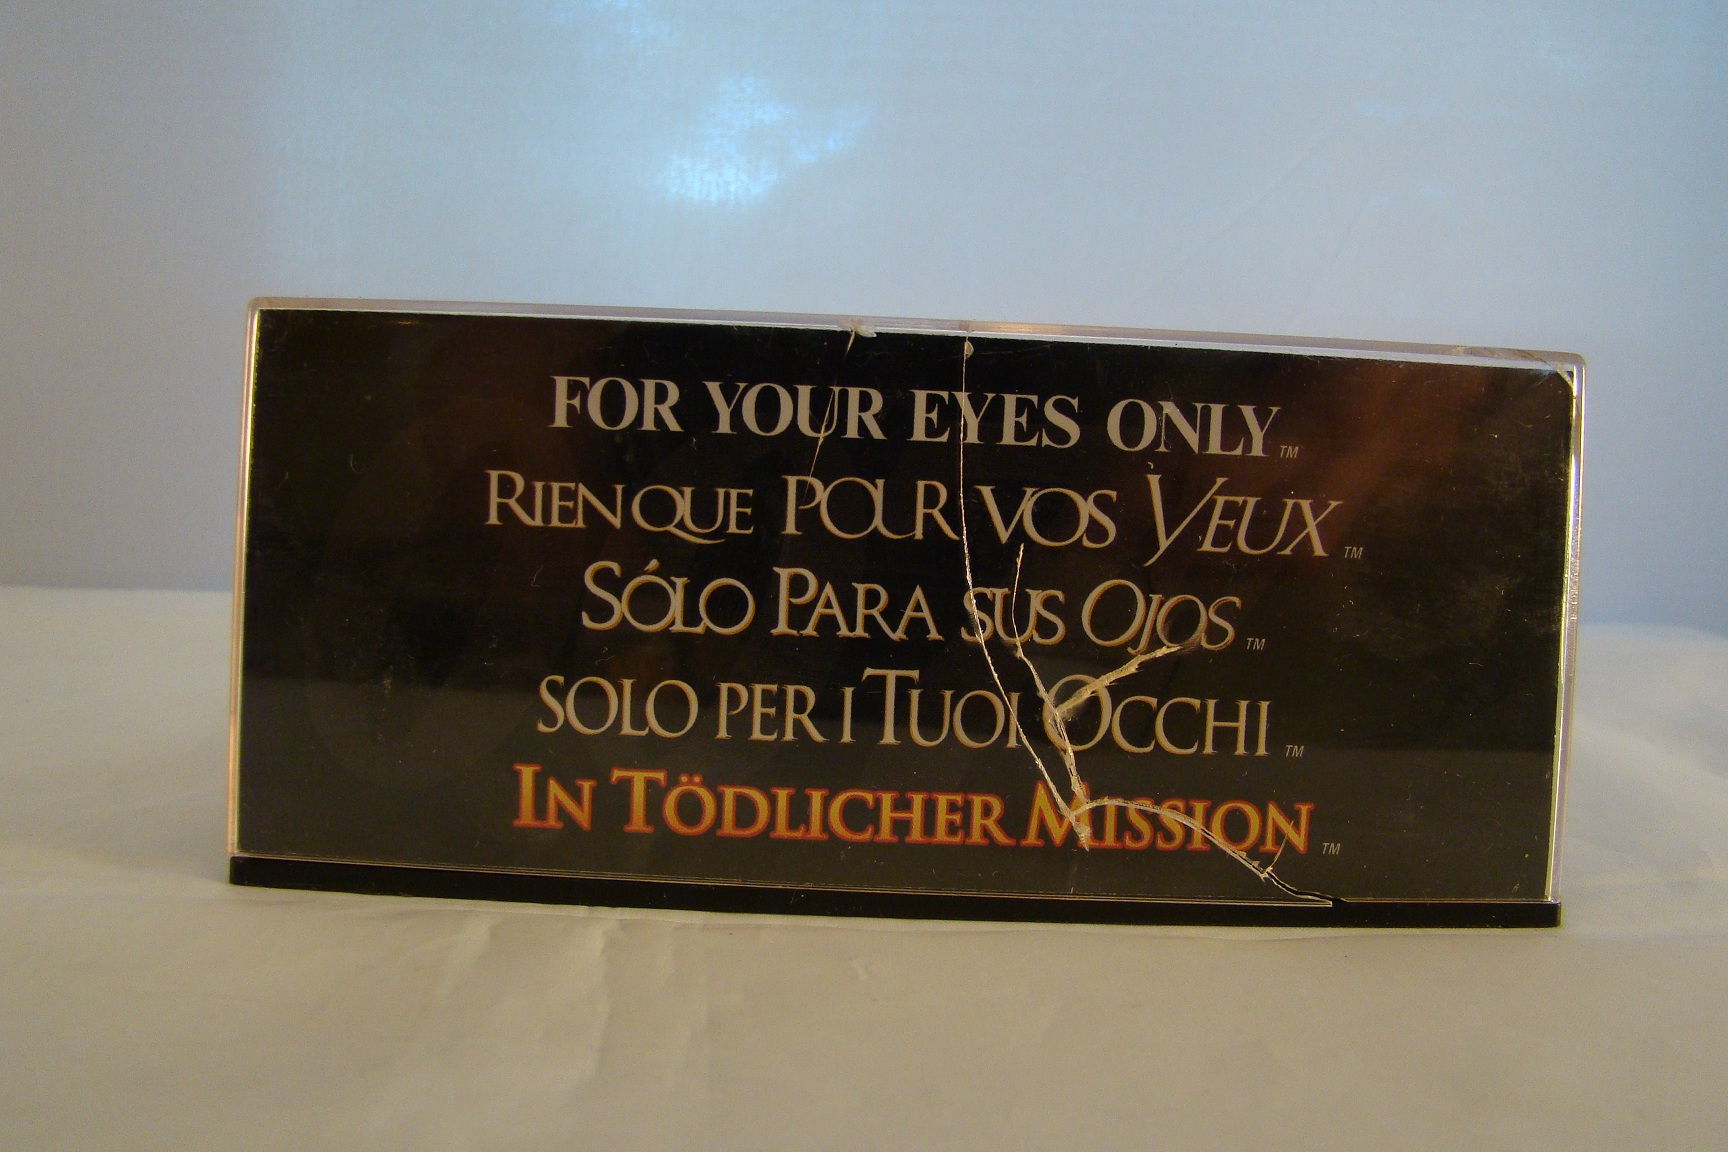 FOR YOUR EYES ONLY™
RIEN QUE POUR VOS YEUX™
SÓLO PARA SUS OJOS™
SOLO PER I TUOI OCCHI™
IN TÖDLICHER MISSION™